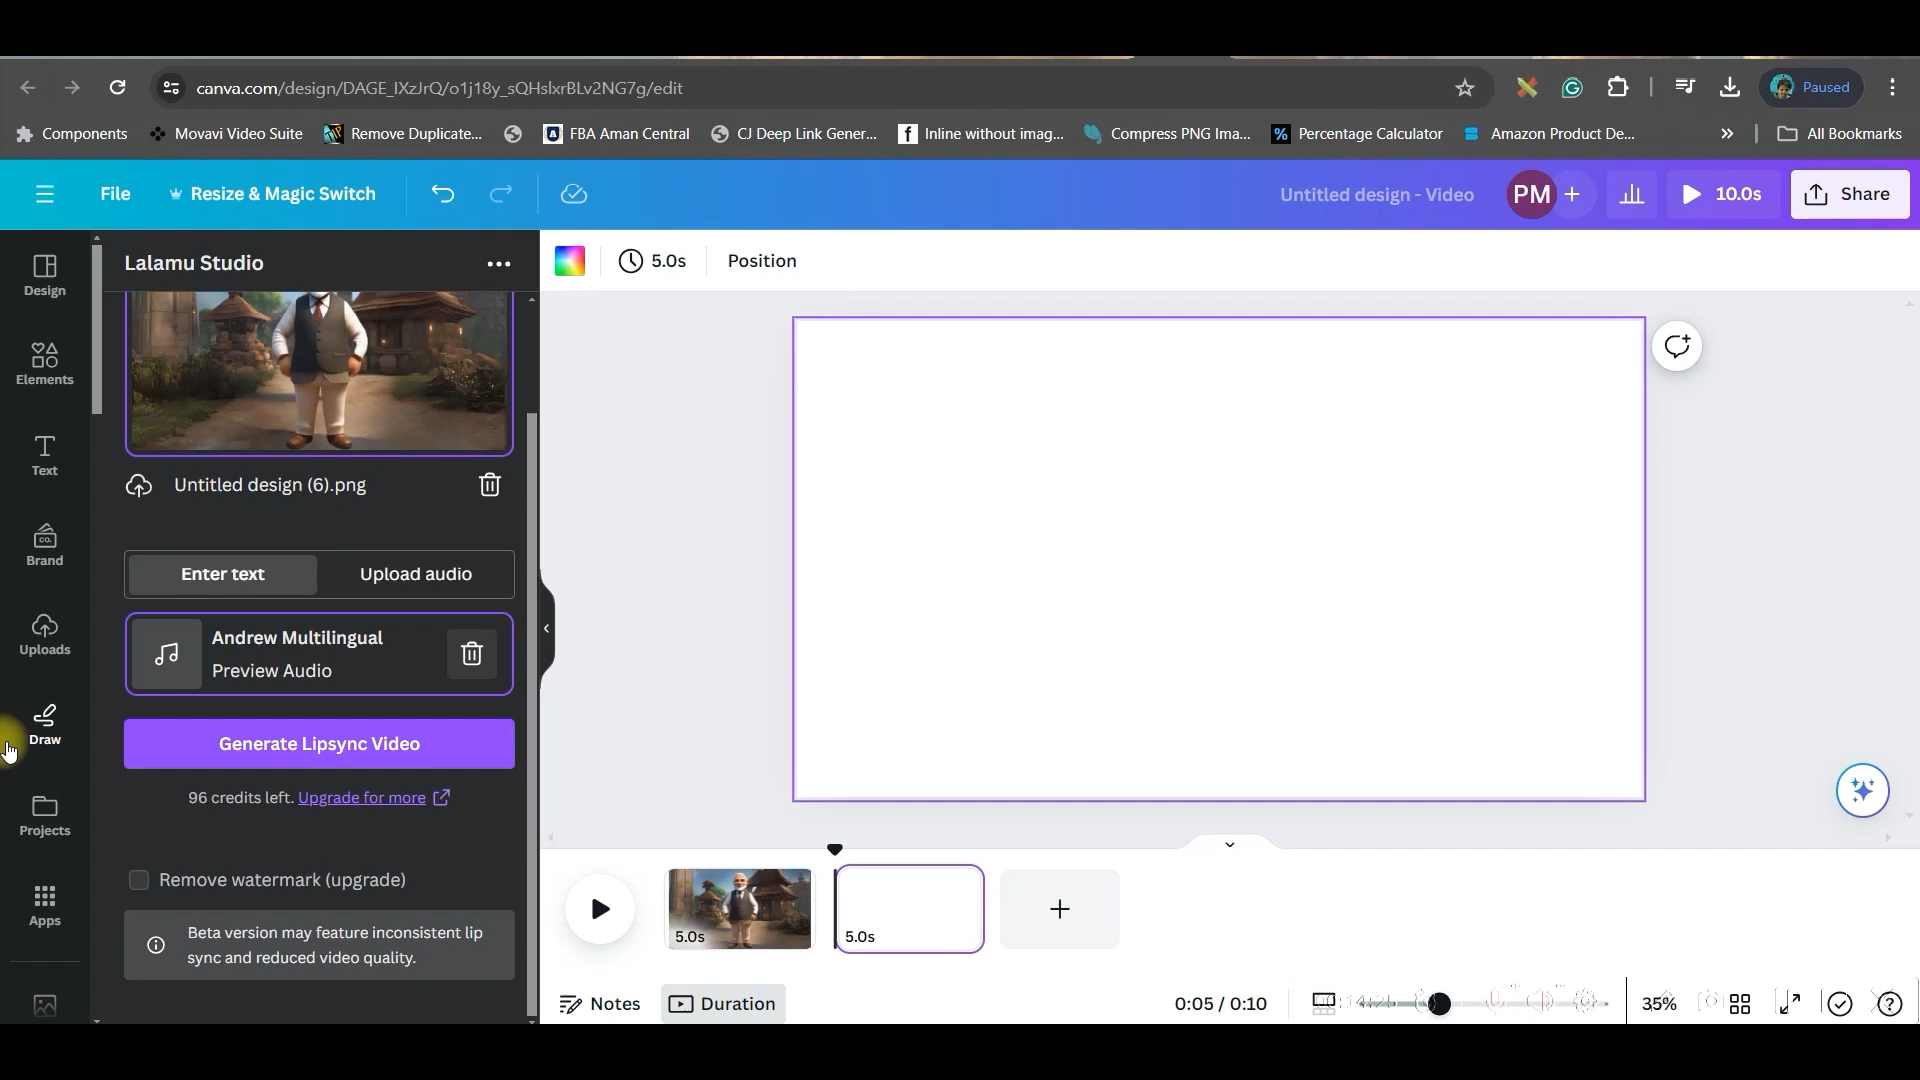 canva.com/design/DAGE_IXzJrQ/o1j18y_sQHsIxrBLv2NG7g/edit
Paused
Components
Movavi Video Suite
Remove Duplicate...
FBA Aman Central
CJ Deep Link Gener...
Inline without imag...
Compress PNG Ima...
Percentage Calculator
Amazon Product De...
All Bookmarks
File
Resize & Magic Switch
Untitled design - Video
PM
10.0s
Share
Design
Elements
Text
Brand
Uploads
Draw
Projects
Apps
Lalamu Studio
Untitled design (6).png
Enter text
Upload audio
Andrew Multilingual
Preview Audio
Generate Lipsync Video
96 credits left. Upgrade for more
Remove watermark (upgrade)
Beta version may feature inconsistent lip
sync and reduced video quality.
5.0s
Position
5.0s
5.0s
Notes
Duration
0:05 / 0:10
35%